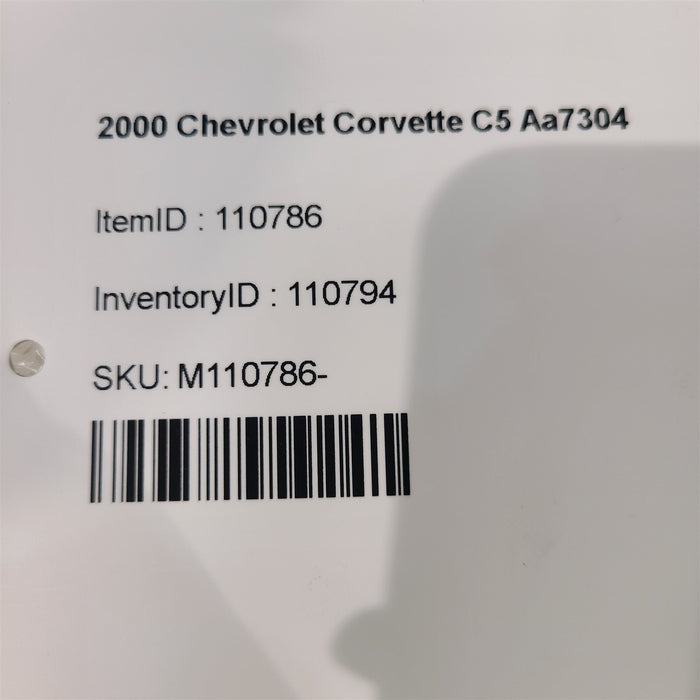 2000 Chevrolet Corvette C5 Aa7304
ItemID : 110786
InventoryID : 110794
SKU: M110786-